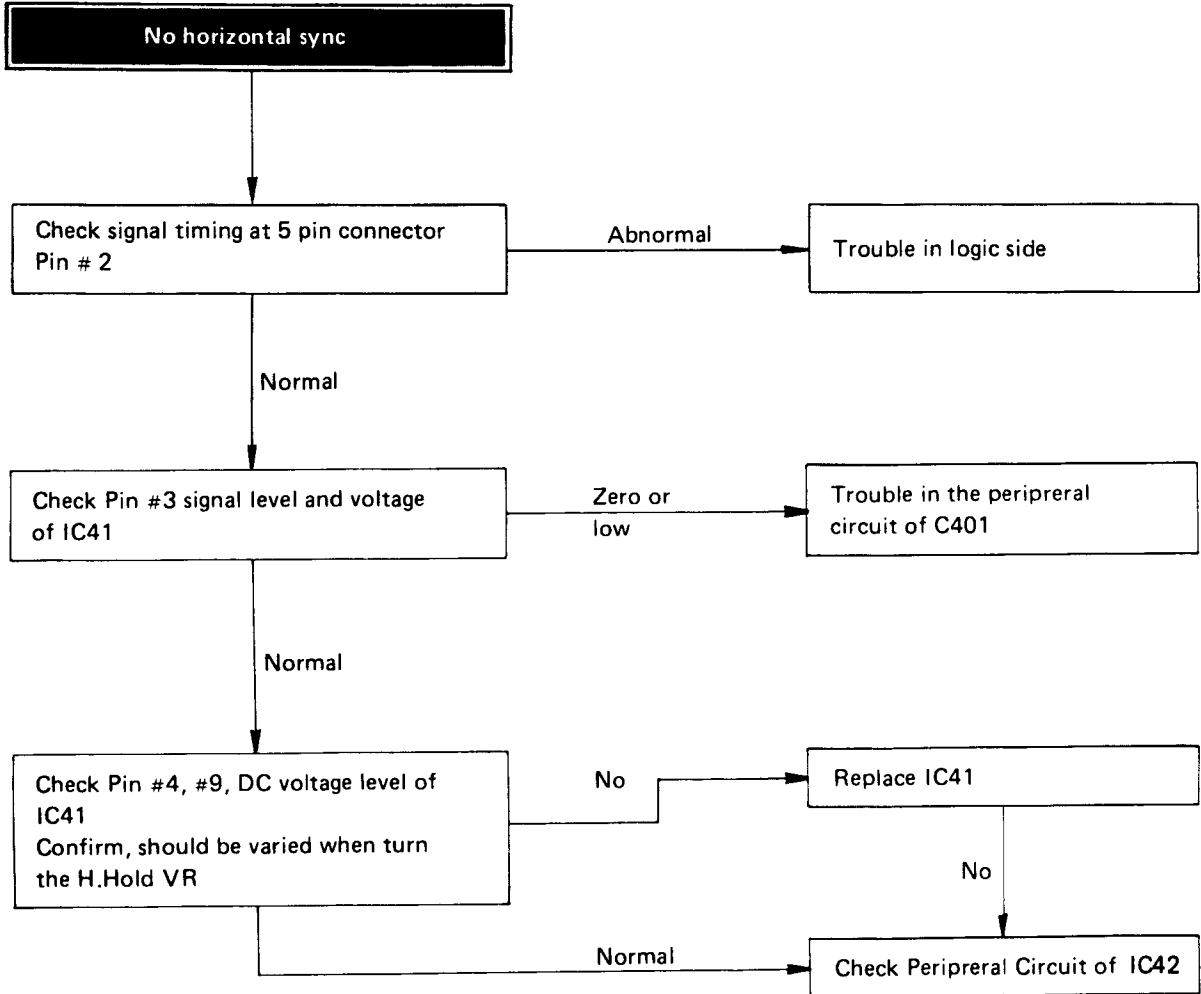 No horizontal sync
Check signal timing at 5 pin connector
Pin # 2
Abnormal
Trouble in logic side
Normal
Check Pin #3 signal level and voltage
of IC41
Zero or
low
Trouble in the peripreral
circuit of C401
Normal
Check Pin #4, #9, DC voltage level of
IC41
Confirm, should be varied when turn
the H.Hold VR
No
Replace IC41
No
Normal
Check Peripreral Circuit of IC42